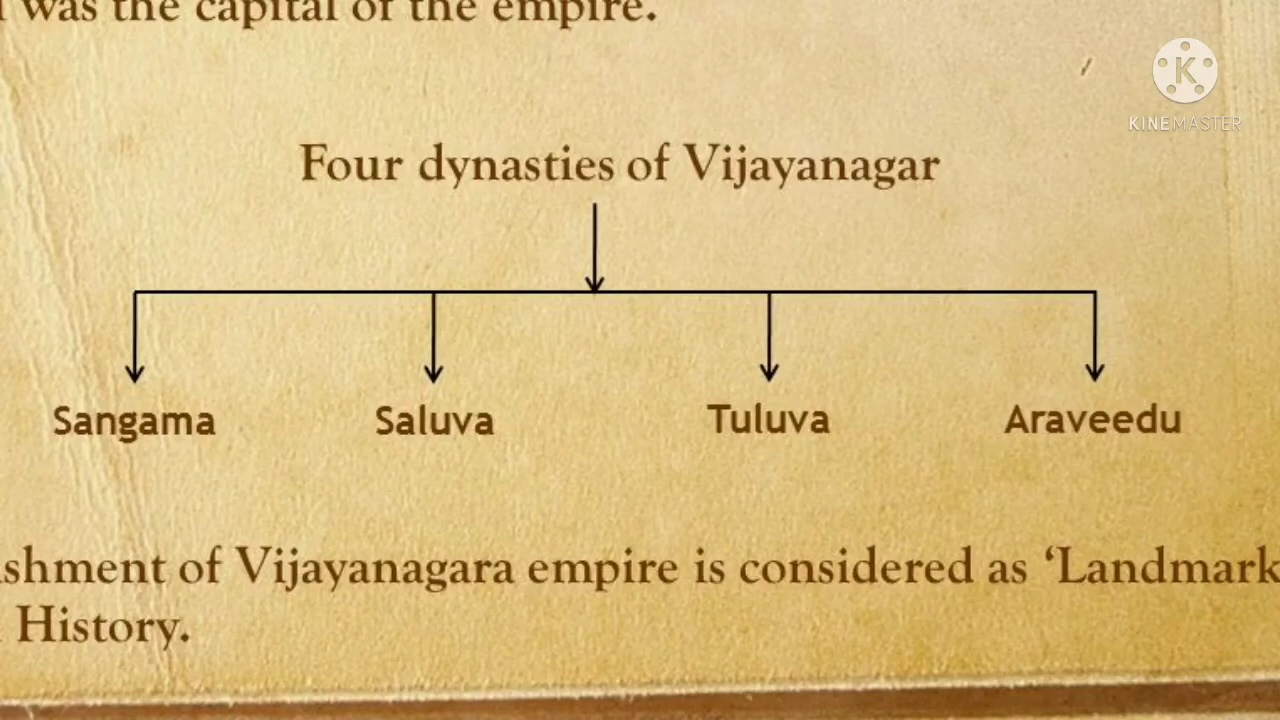 was the capital of the empire.
KINEMASTER
Four dynasties of Vijayanagar
Sangama Saluva Tuluva Araveedu
of Vijayanagara empire is considered as ‘Landmark
History.